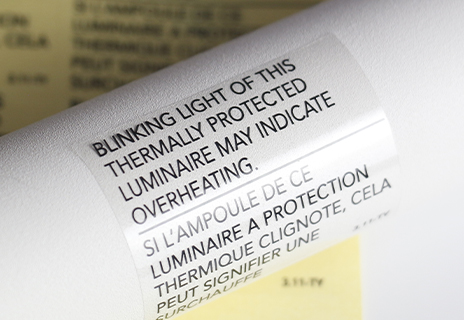 BLINKING LIGHT OF THIS
THERMALLY PROTECTED
LUMINAIRE MAY INDICATE
OVERHEATING.
SI L'AMPOULE DE CE
LUMINAIRE A PROTECTION
THERMIQUE CLIGNOTE, CELA
PEUT SIGNIFIER UNE
SURCHAUFFE